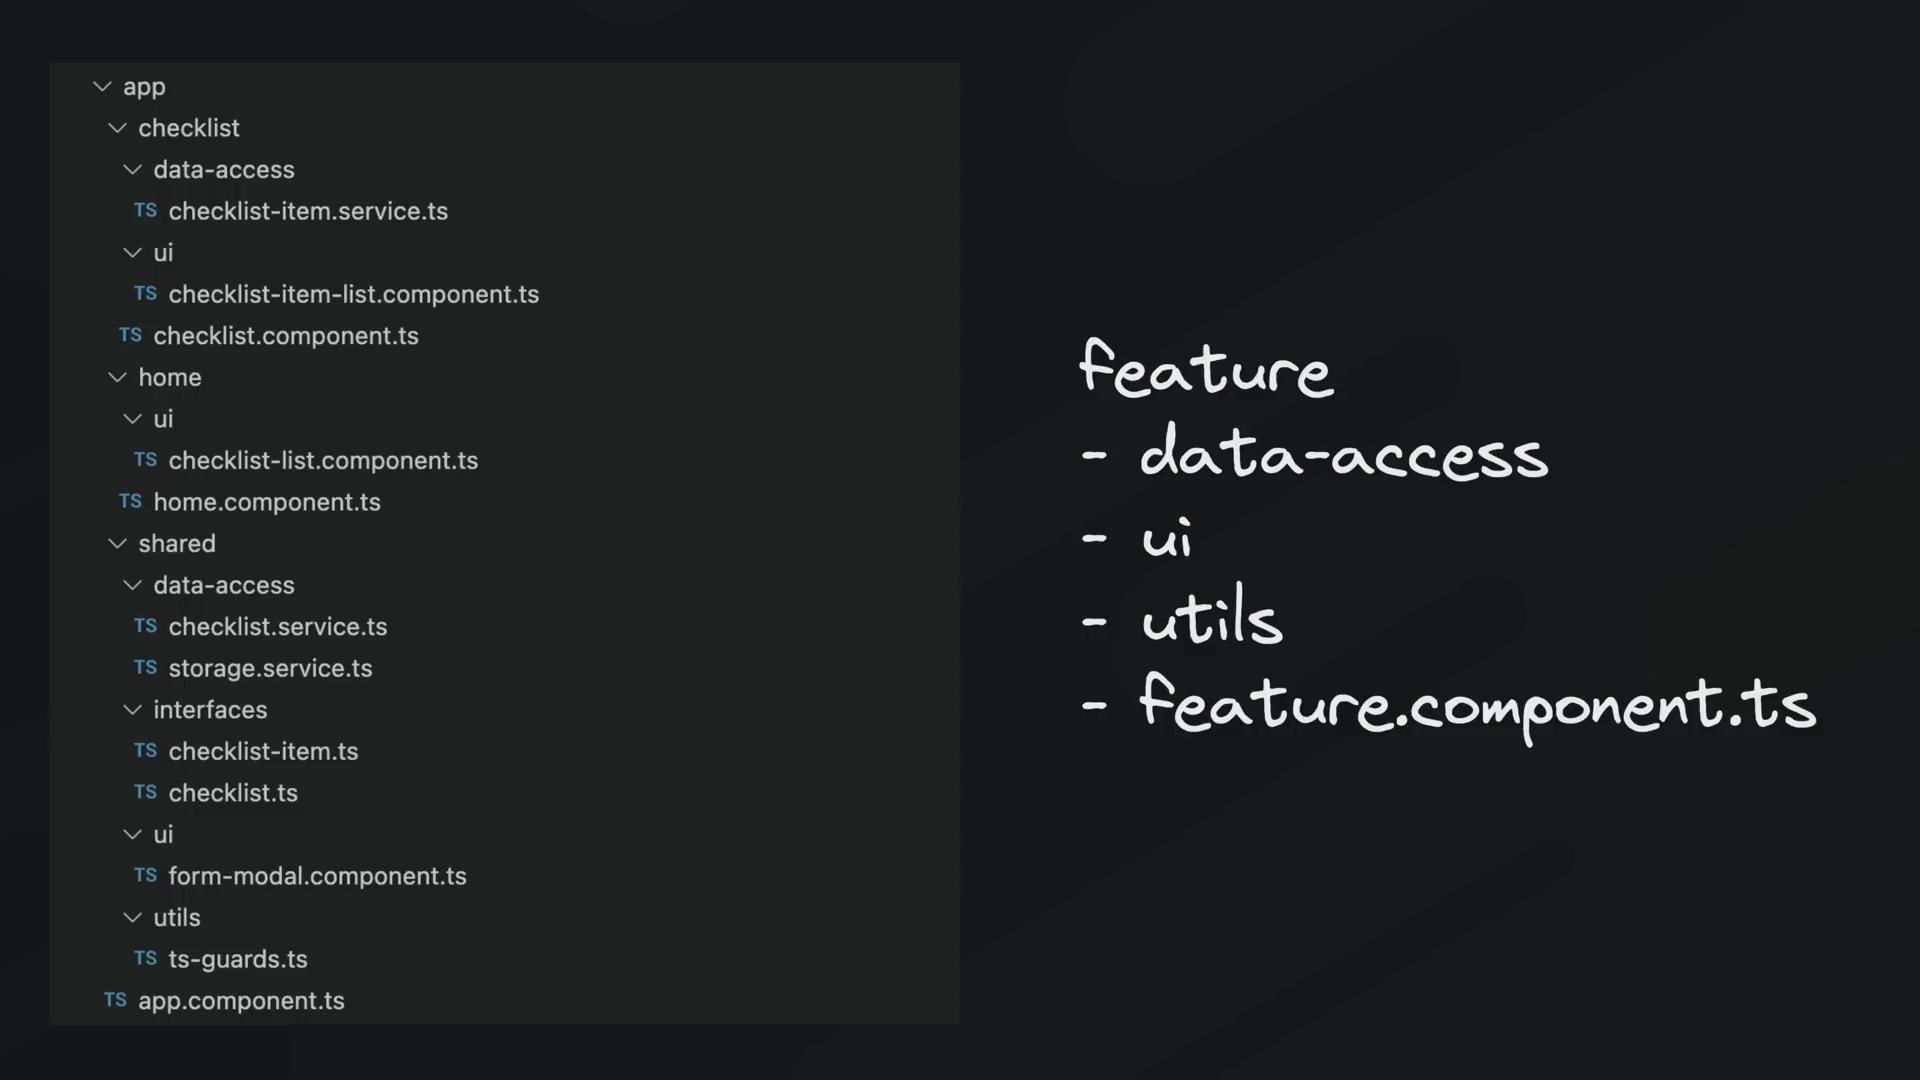 app
checklist
data-access
TS checklist-item.service.ts
ui
TS checklist-item-list.component.ts
TS checklist.component.ts
home
ui
TS checklist-list.component.ts
TS home.component.ts
shared
data-access
TS checklist.service.ts
TS storage.service.ts
interfaces
TS checklist-item.ts
TS checklist.ts
ui
TS form-modal.component.ts
utils
TS ts-guards.ts
TS app.component.ts
feature
- data-access
- ui
- utils
- feature.component.ts